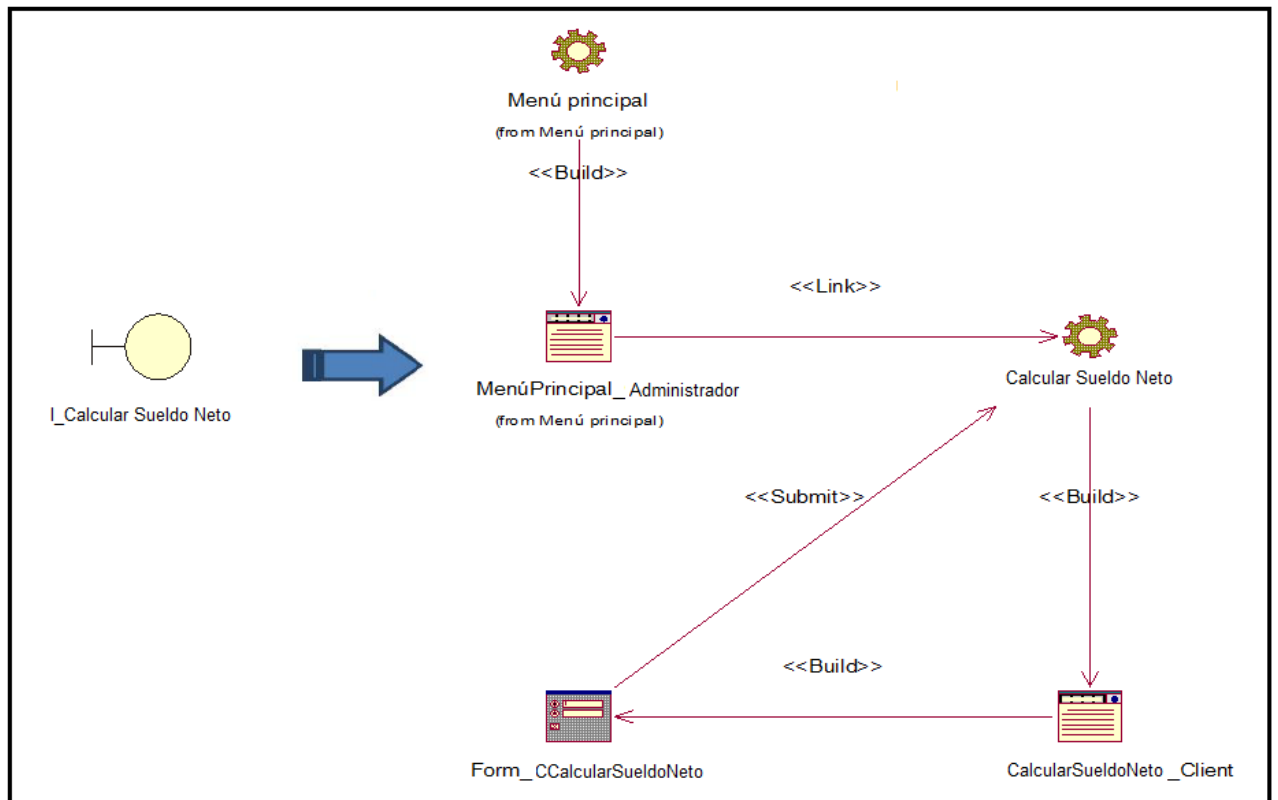 Menú principal
(from Menú principal)
<<Build>>
<<Link>>
I_Calcular Sueldo Neto
MenúPrincipal_ Administrador
(from Menú principal)
Calcular Sueldo Neto
<<Submit>>
<<Build>>
<<Build>>
Form_ CCalcularSueldoNeto
CalcularSueldoNeto _Client